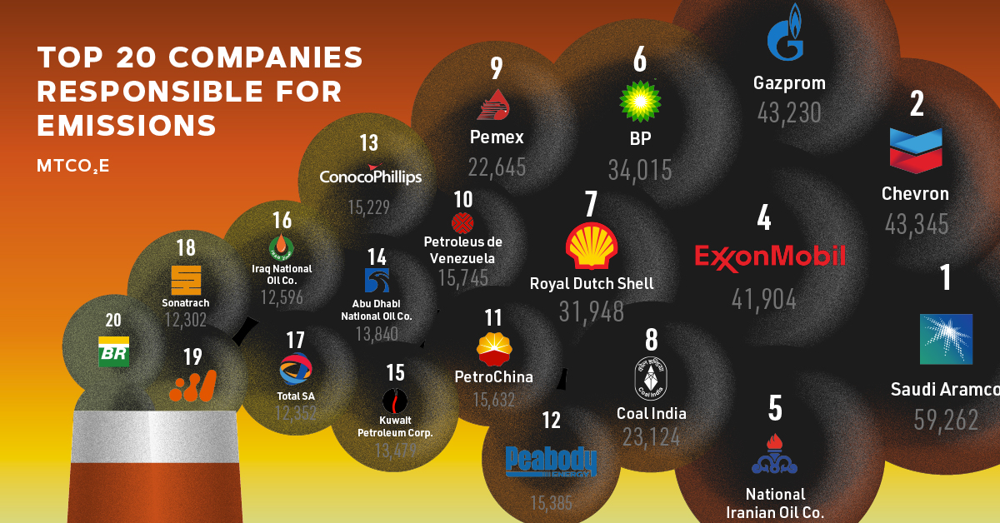 TOP 20 COMPANIES
RESPONSIBLE FOR
EMISSIONS
MTCO₂E
Gazprom
43,230
2
Chevron
43,345
6
BP
34,015
9
Pemex
22,645
13
ConocoPhillips
15,229
10
Petroleus de
Venezuela
15,745
7
Royal Dutch Shell
31,948
4
ExxonMobil
41,904
1
Saudi Aramco
59,262
16
Iraq National
Oil Co.
12,596
14
Abu Dhabi
National Oil Co.
13,840
18
Sonatrach
12,302
20
BR
19
17
Total SA
12,352
15
Kuwait
Petroleum Corp.
13,479
11
PetroChina
15,632
8
Coal India
Coal India
23,124
12
Peabody
ENERGY
15,385
5
National
Iranian Oil Co.